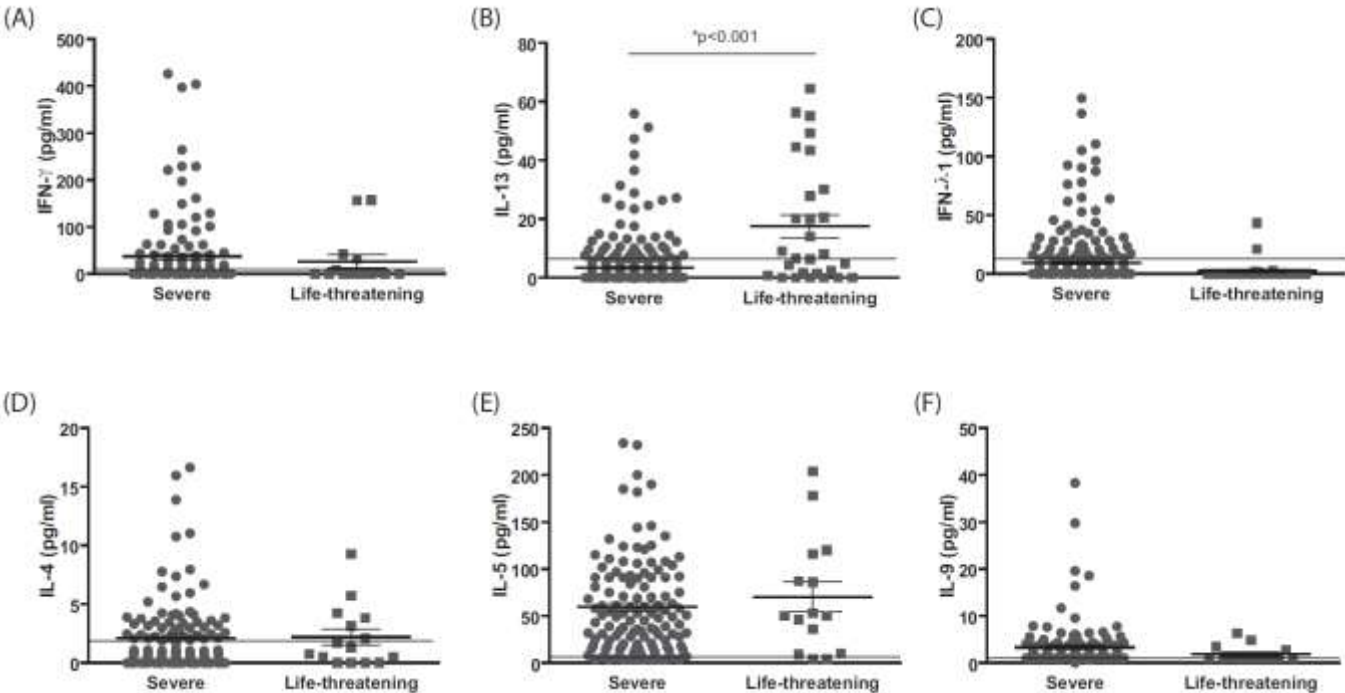 (A)
500
400
300
200
100
0
IFN-γ (pg/ml)
Severe
Life-threatening
(B)
*p<0.001
80
60
40
20
0
IL-13 (pg/ml)
Severe
Life-threatening
(C)
200
150
100
50
0
IFN-λ-1 (pg/ml)
Severe
Life-threatening
(D)
20
15
10
5
0
IL-4 (pg/ml)
Severe
Life-threatening
(E)
250
200
150
100
50
0
IL-5 (pg/ml)
Severe
Life-threatening
(F)
50
40
30
20
10
0
IL-9 (pg/ml)
Severe
Life-threatening